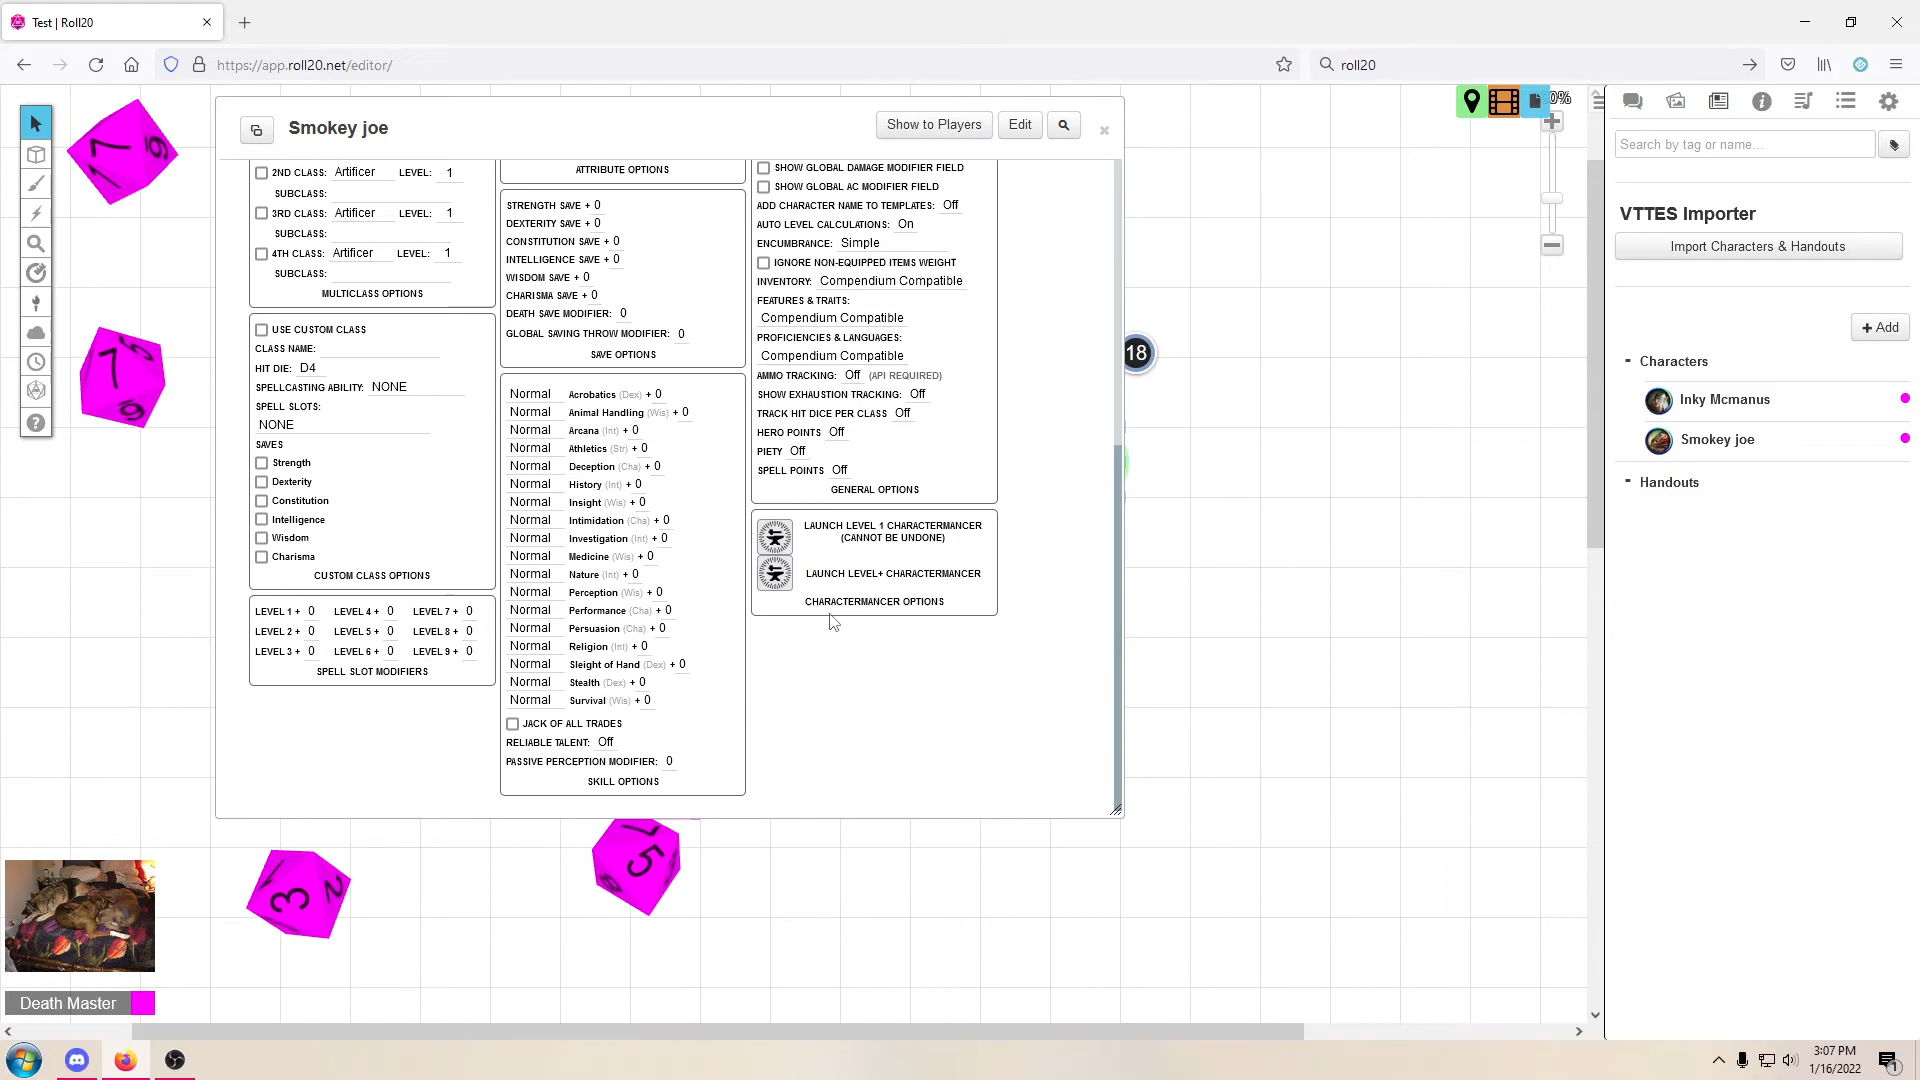 Test | Roll20
https://app.roll20.net/editor/
roll20
Smokey joe
Show to Players
Edit
2ND CLASS: Artificer LEVEL: 1
SUBCLASS:
3RD CLASS: Artificer LEVEL: 1
SUBCLASS:
4TH CLASS: Artificer LEVEL: 1
SUBCLASS:
MULTICLASS OPTIONS
USE CUSTOM CLASS
CLASS NAME:
HIT DIE: D4
SPELLCASTING ABILITY: NONE
SPELL SLOTS:
NONE
SAVES
Strength
Dexterity
Constitution
Intelligence
Wisdom
Charisma
CUSTOM CLASS OPTIONS
LEVEL 1 + 0 LEVEL 4 + 0 LEVEL 7 + 0
LEVEL 2 + 0 LEVEL 5 + 0 LEVEL 8 + 0
LEVEL 3 + 0 LEVEL 6 + 0 LEVEL 9 + 0
SPELL SLOT MODIFIERS
ATTRIBUTE OPTIONS
STRENGTH SAVE + 0
DEXTERITY SAVE + 0
CONSTITUTION SAVE + 0
INTELLIGENCE SAVE + 0
WISDOM SAVE + 0
CHARISMA SAVE + 0
DEATH SAVE MODIFIER: 0
GLOBAL SAVING THROW MODIFIER: 0
SAVE OPTIONS
Normal Acrobatics (Dex) + 0
Normal Animal Handling (Wis) + 0
Normal Arcana (Int) + 0
Normal Athletics (Str) + 0
Normal Deception (Cha) + 0
Normal History (Int) + 0
Normal Insight (Wis) + 0
Normal Intimidation (Cha) + 0
Normal Investigation (Int) + 0
Normal Medicine (Wis) + 0
Normal Nature (Int) + 0
Normal Perception (Wis) + 0
Normal Performance (Cha) + 0
Normal Persuasion (Cha) + 0
Normal Religion (Int) + 0
Normal Sleight of Hand (Dex) + 0
Normal Stealth (Dex) + 0
Normal Survival (Wis) + 0
JACK OF ALL TRADES
RELIABLE TALENT: Off
PASSIVE PERCEPTION MODIFIER: 0
SKILL OPTIONS
SHOW GLOBAL DAMAGE MODIFIER FIELD
SHOW GLOBAL AC MODIFIER FIELD
ADD CHARACTER NAME TO TEMPLATES: Off
AUTO LEVEL CALCULATIONS: On
ENCUMBRANCE: Simple
IGNORE NON-EQUIPPED ITEMS WEIGHT
INVENTORY: Compendium Compatible
FEATURES & TRAITS:
Compendium Compatible
PROFICIENCIES & LANGUAGES:
Compendium Compatible
AMMO TRACKING: Off (API REQUIRED)
SHOW EXHAUSTION TRACKING: Off
TRACK HIT DICE PER CLASS Off
HERO POINTS Off
PIETY Off
SPELL POINTS Off
GENERAL OPTIONS
LAUNCH LEVEL 1 CHARACTERMANCER
(CANNOT BE UNDONE)
LAUNCH LEVEL+ CHARACTERMANCER
CHARACTERMANCER OPTIONS
18
17
9
7
5
9
3
2
5
0%
Search by tag or name...
VTTES Importer
Import Characters & Handouts
+ Add
Characters
Inky Mcmanus
Smokey joe
Handouts
Death Master
3:07 PM
1/16/2022
1